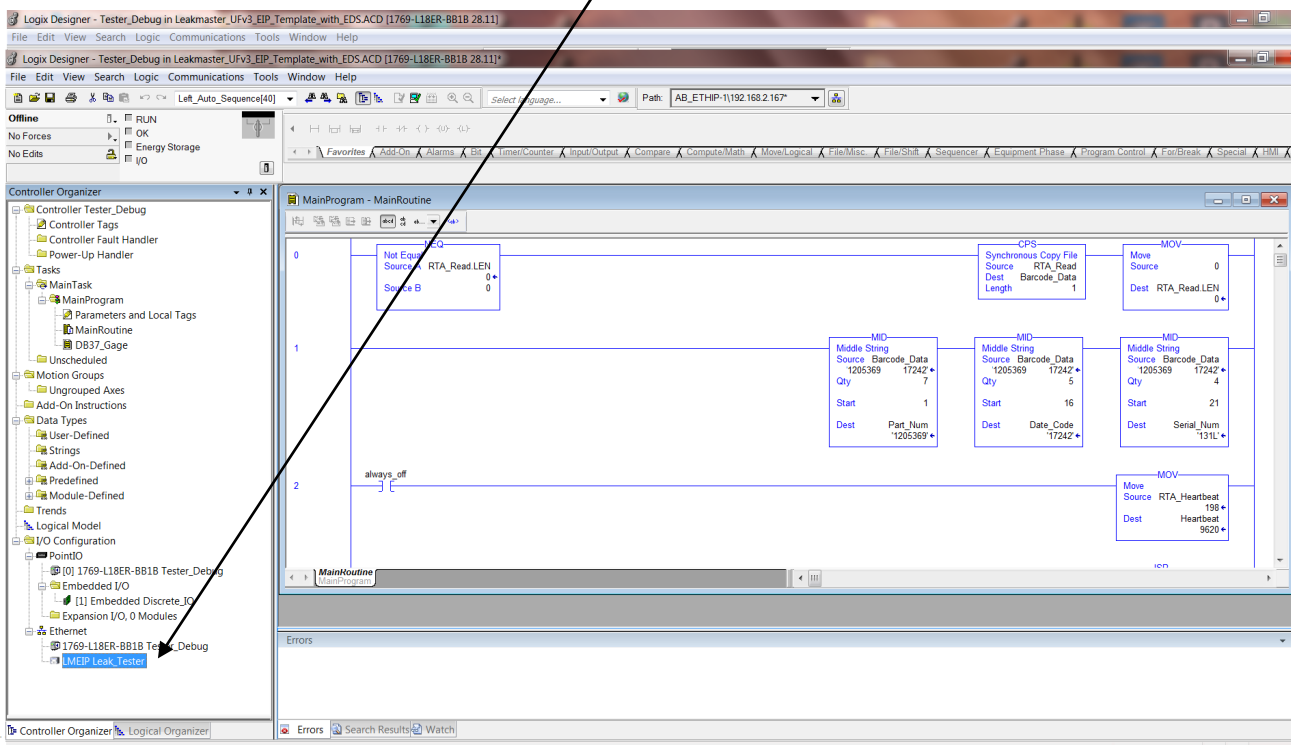 Logix Designer - Tester_Debug in Leakmaster_UFv3_EIP_Template_with_EDS.ACD [1769-L18ER-BB1B 28.11]
File Edit View Search Logic Communications Tools Window Help
Logix Designer - Tester_Debug in Leakmaster_UFv3_EIP_Template_with_EDS.ACD [1769-L18ER-BB1B 28.11]*
File Edit View Search Logic Communications Tools Window Help
Left_Auto_Sequence[40]
Select language...
Path: AB_ETHIP-1\192.168.2.167*
Offline
RUN
No Forces
OK
Energy Storage
No Edits
I/O
Favorites Add-On Alarms Bit Timer/Counter Input/Output Compare Compute/Math Move/Logical File/Misc. File/Shift Sequencer Equipment Phase Program Control For/Break Special HMI
Controller Organizer
Controller Tester_Debug
Controller Tags
Controller Fault Handler
Power-Up Handler
Tasks
MainTask
MainProgram
Parameters and Local Tags
MainRoutine
DB37_Gage
Unscheduled
Motion Groups
Ungrouped Axes
Add-On Instructions
Data Types
User-Defined
Strings
Add-On-Defined
Predefined
Module-Defined
Trends
Logical Model
I/O Configuration
PointIO
[0] 1769-L18ER-BB1B Tester_Debug
Embedded I/O
[1] Embedded Discrete_IO
Expansion I/O, 0 Modules
Ethernet
1769-L18ER-BB1B Tester_Debug
LMEIP Leak_Tester
Controller Organizer
Logical Organizer
MainProgram - MainRoutine
0
NEQ
Not Equal
Source A RTA_Read.LEN
0
Source B 0
CPS
Synchronous Copy File
Source RTA_Read
Dest Barcode_Data
Length 1
MOV
Move
Source 0
Dest RTA_Read.LEN
0
1
MID
Middle String
Source Barcode_Data
'1205369 17242'
Qty 7
Start 1
Dest Part_Num
'1205369'
MID
Middle String
Source Barcode_Data
'1205369 17242'
Qty 5
Start 16
Dest Date_Code
'17242'
MID
Middle String
Source Barcode_Data
'1205369 17242'
Qty 4
Start 21
Dest Serial_Num
'131L'
2
always_off
MOV
Move
Source RTA_Heartbeat
198
Dest Heartbeat
9620
MainRoutine
MainProgram
Errors
Errors Search Results Watch